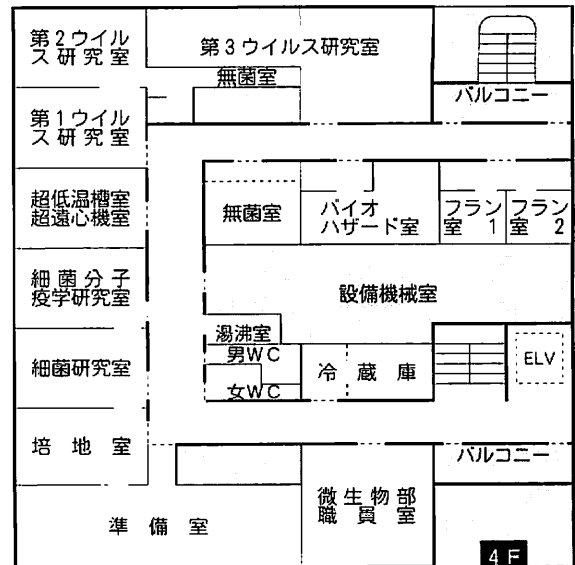 第２ウイル
ス研究室
第３ウイルス研究室
無菌室
バルコニー
第１ウイル
ス研究室
超低温槽室
超遠心機室
無菌室
バイオ
ハザード室
フラン
室 1
フラン
室 2
細菌分子
疫学研究室
設備機械室
湯沸室
男WC
女WC
細菌研究室
冷蔵庫
ELV
培地室
バルコニー
準備室
微生物部
職員室
4F